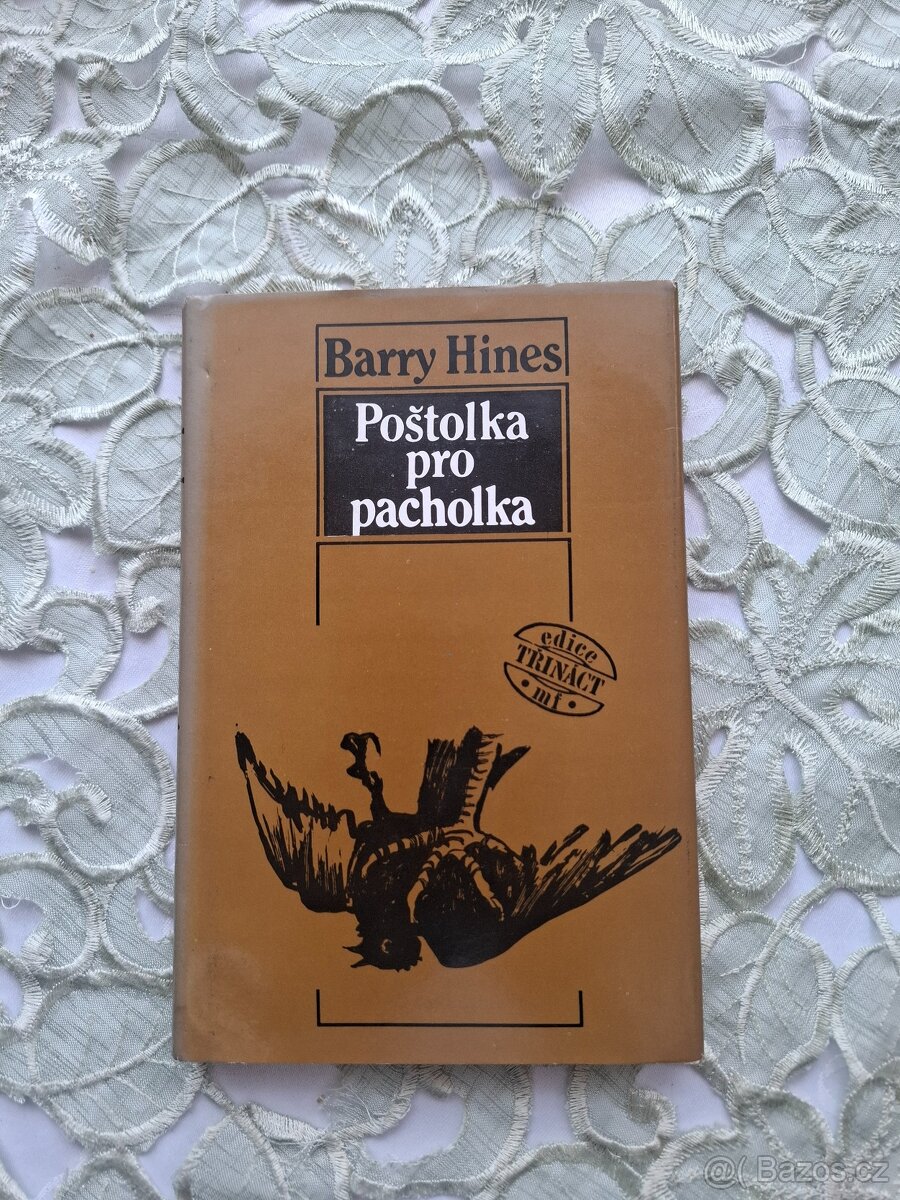 Barry Hines
Poštolka
pro
pacholka
edice
TŘINÁCT
• mf •
@( Bazos.cz